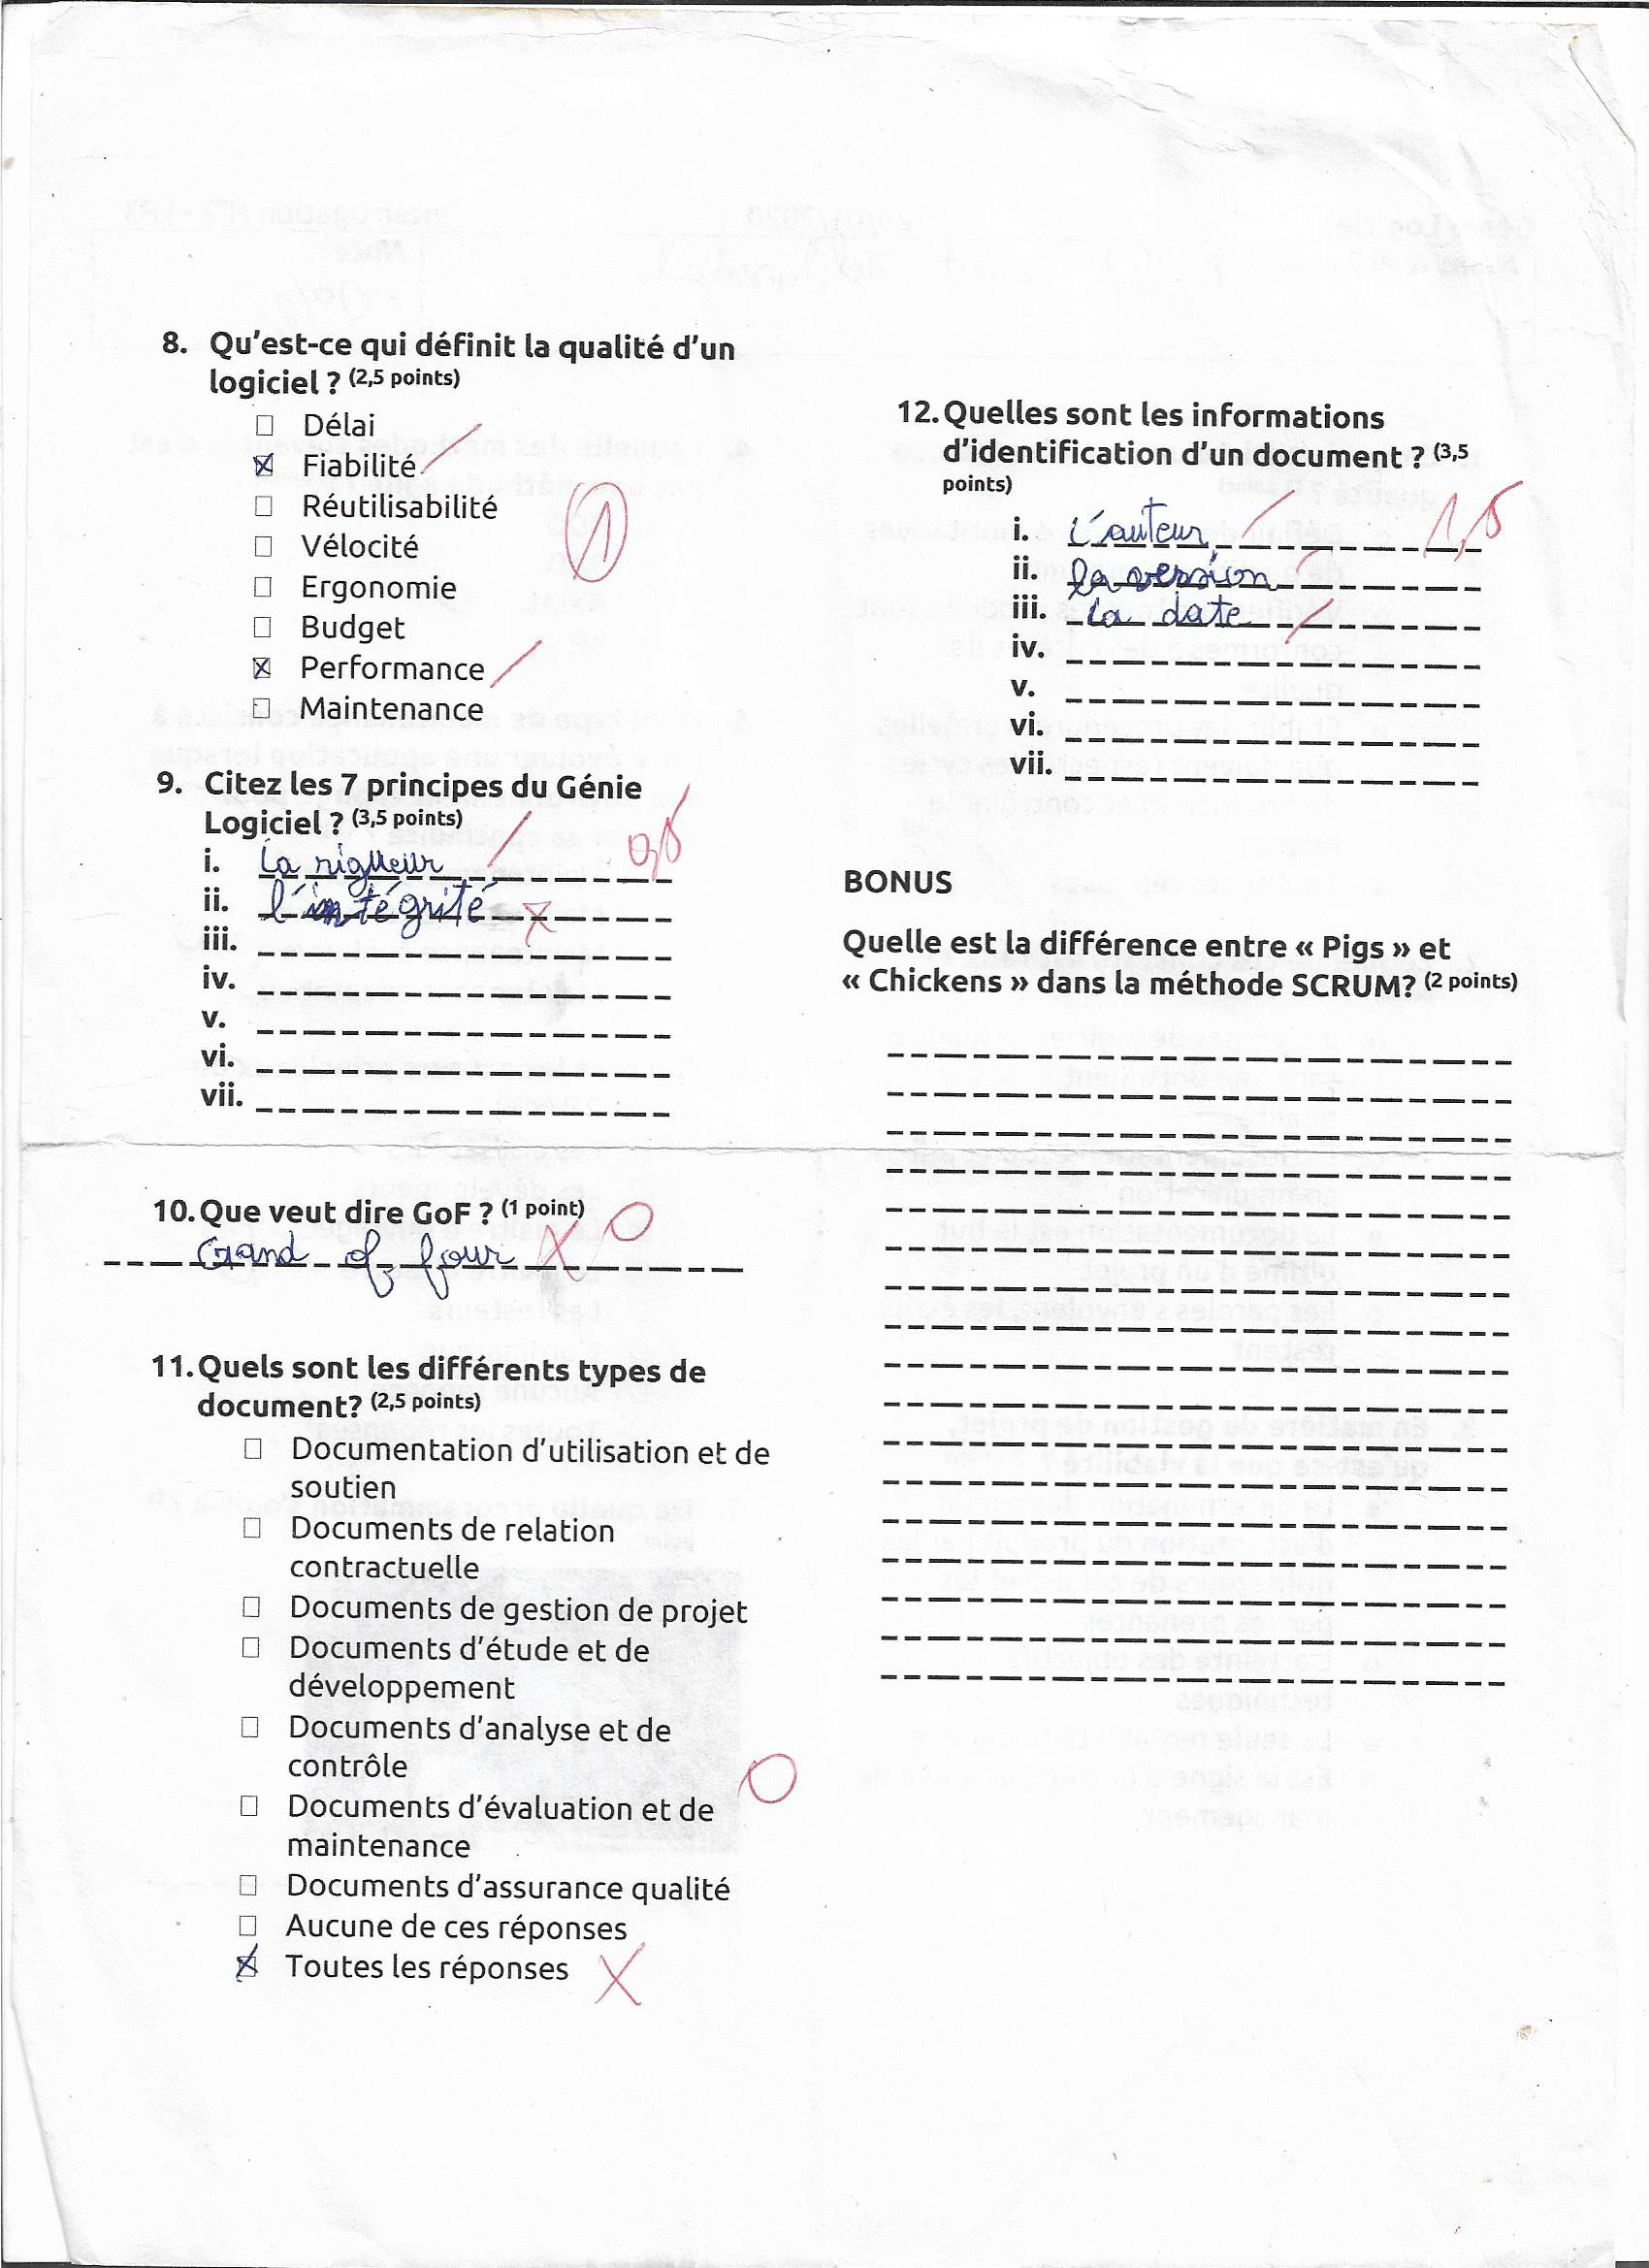 8. Qu'est-ce qui définit la qualité d'un
logiciel ? (2,5 points)
Délai
Fiabilité
Réutilisabilité
1
Vélocité
Ergonomie
Budget
Performance
Maintenance
9. Citez les 7 principes du Génie
Logiciel ? (3,5 points)
0,5
i. La rigueur
ii. l'intégrité
iii.
iv.
v.
vi.
vii.
10. Que veut dire GoF ? (1 point)
0
Grand of four
11. Quels sont les différents types de
document? (2,5 points)
Documentation d'utilisation et de
soutien
Documents de relation
contractuelle
Documents de gestion de projet
Documents d'étude et de
développement
Documents d'analyse et de
contrôle
0
Documents d'évaluation et de
maintenance
Documents d'assurance qualité
Aucune de ces réponses
Toutes les réponses
12. Quelles sont les informations
d'identification d'un document ? (3,5
points)
1,5
i. L'auteur
ii. la version
iii. La date
iv.
v.
vi.
vii.
BONUS
Quelle est la différence entre « Pigs » et
« Chickens » dans la méthode SCRUM? (2 points)